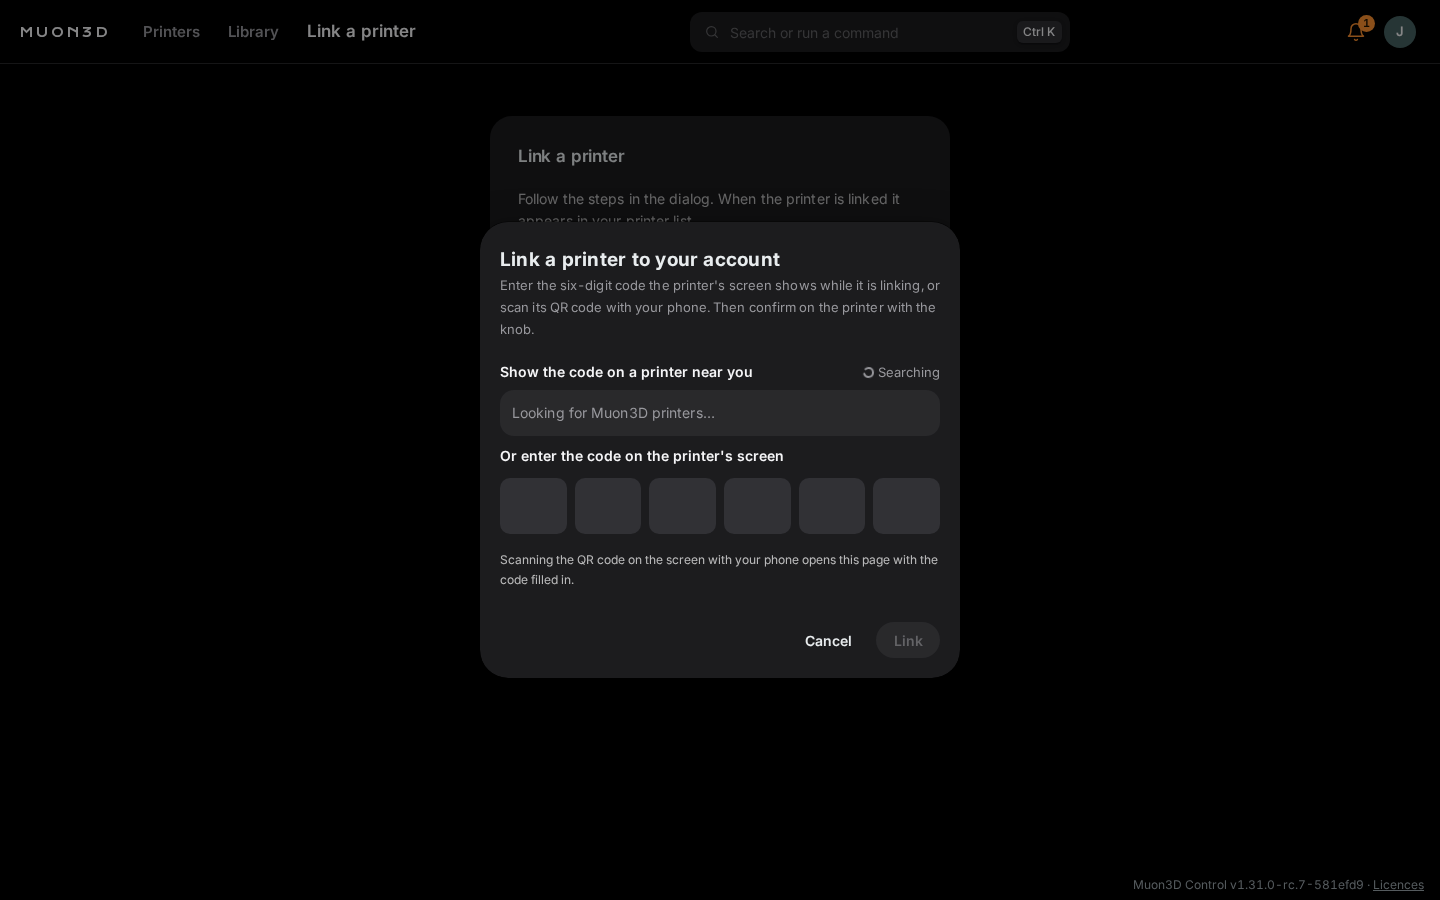 MUON3D Printers Library Link a printer Search or run a command Ctrl K 1 J
Link a printer
Follow the steps in the dialog. When the printer is linked it
appears in your printer list.
Link a printer to your account
Enter the six-digit code the printer's screen shows while it is linking, or
scan its QR code with your phone. Then confirm on the printer with the
knob.
Show the code on a printer near you Searching
Looking for Muon3D printers...
Or enter the code on the printer's screen
Scanning the QR code on the screen with your phone opens this page with the
code filled in.
Cancel Link
Muon3D Control v1.31.0-rc.7-581efd9 · Licences